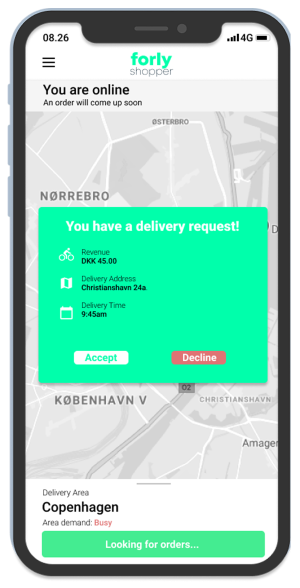 08.26
4G
forly
shopper
You are online
An order will come up soon
ØSTERBRO
NØRREBRO
You have a delivery request!
Revenue
DKK 45.00
Delivery Address
Christianshavn 24a.
Delivery Time
9:45am
Accept
Decline
O2
KØBENHAVN V
CHRISTIANSHAVN
Amager
Delivery Area
Copenhagen
Area demand: Busy
Looking for orders...